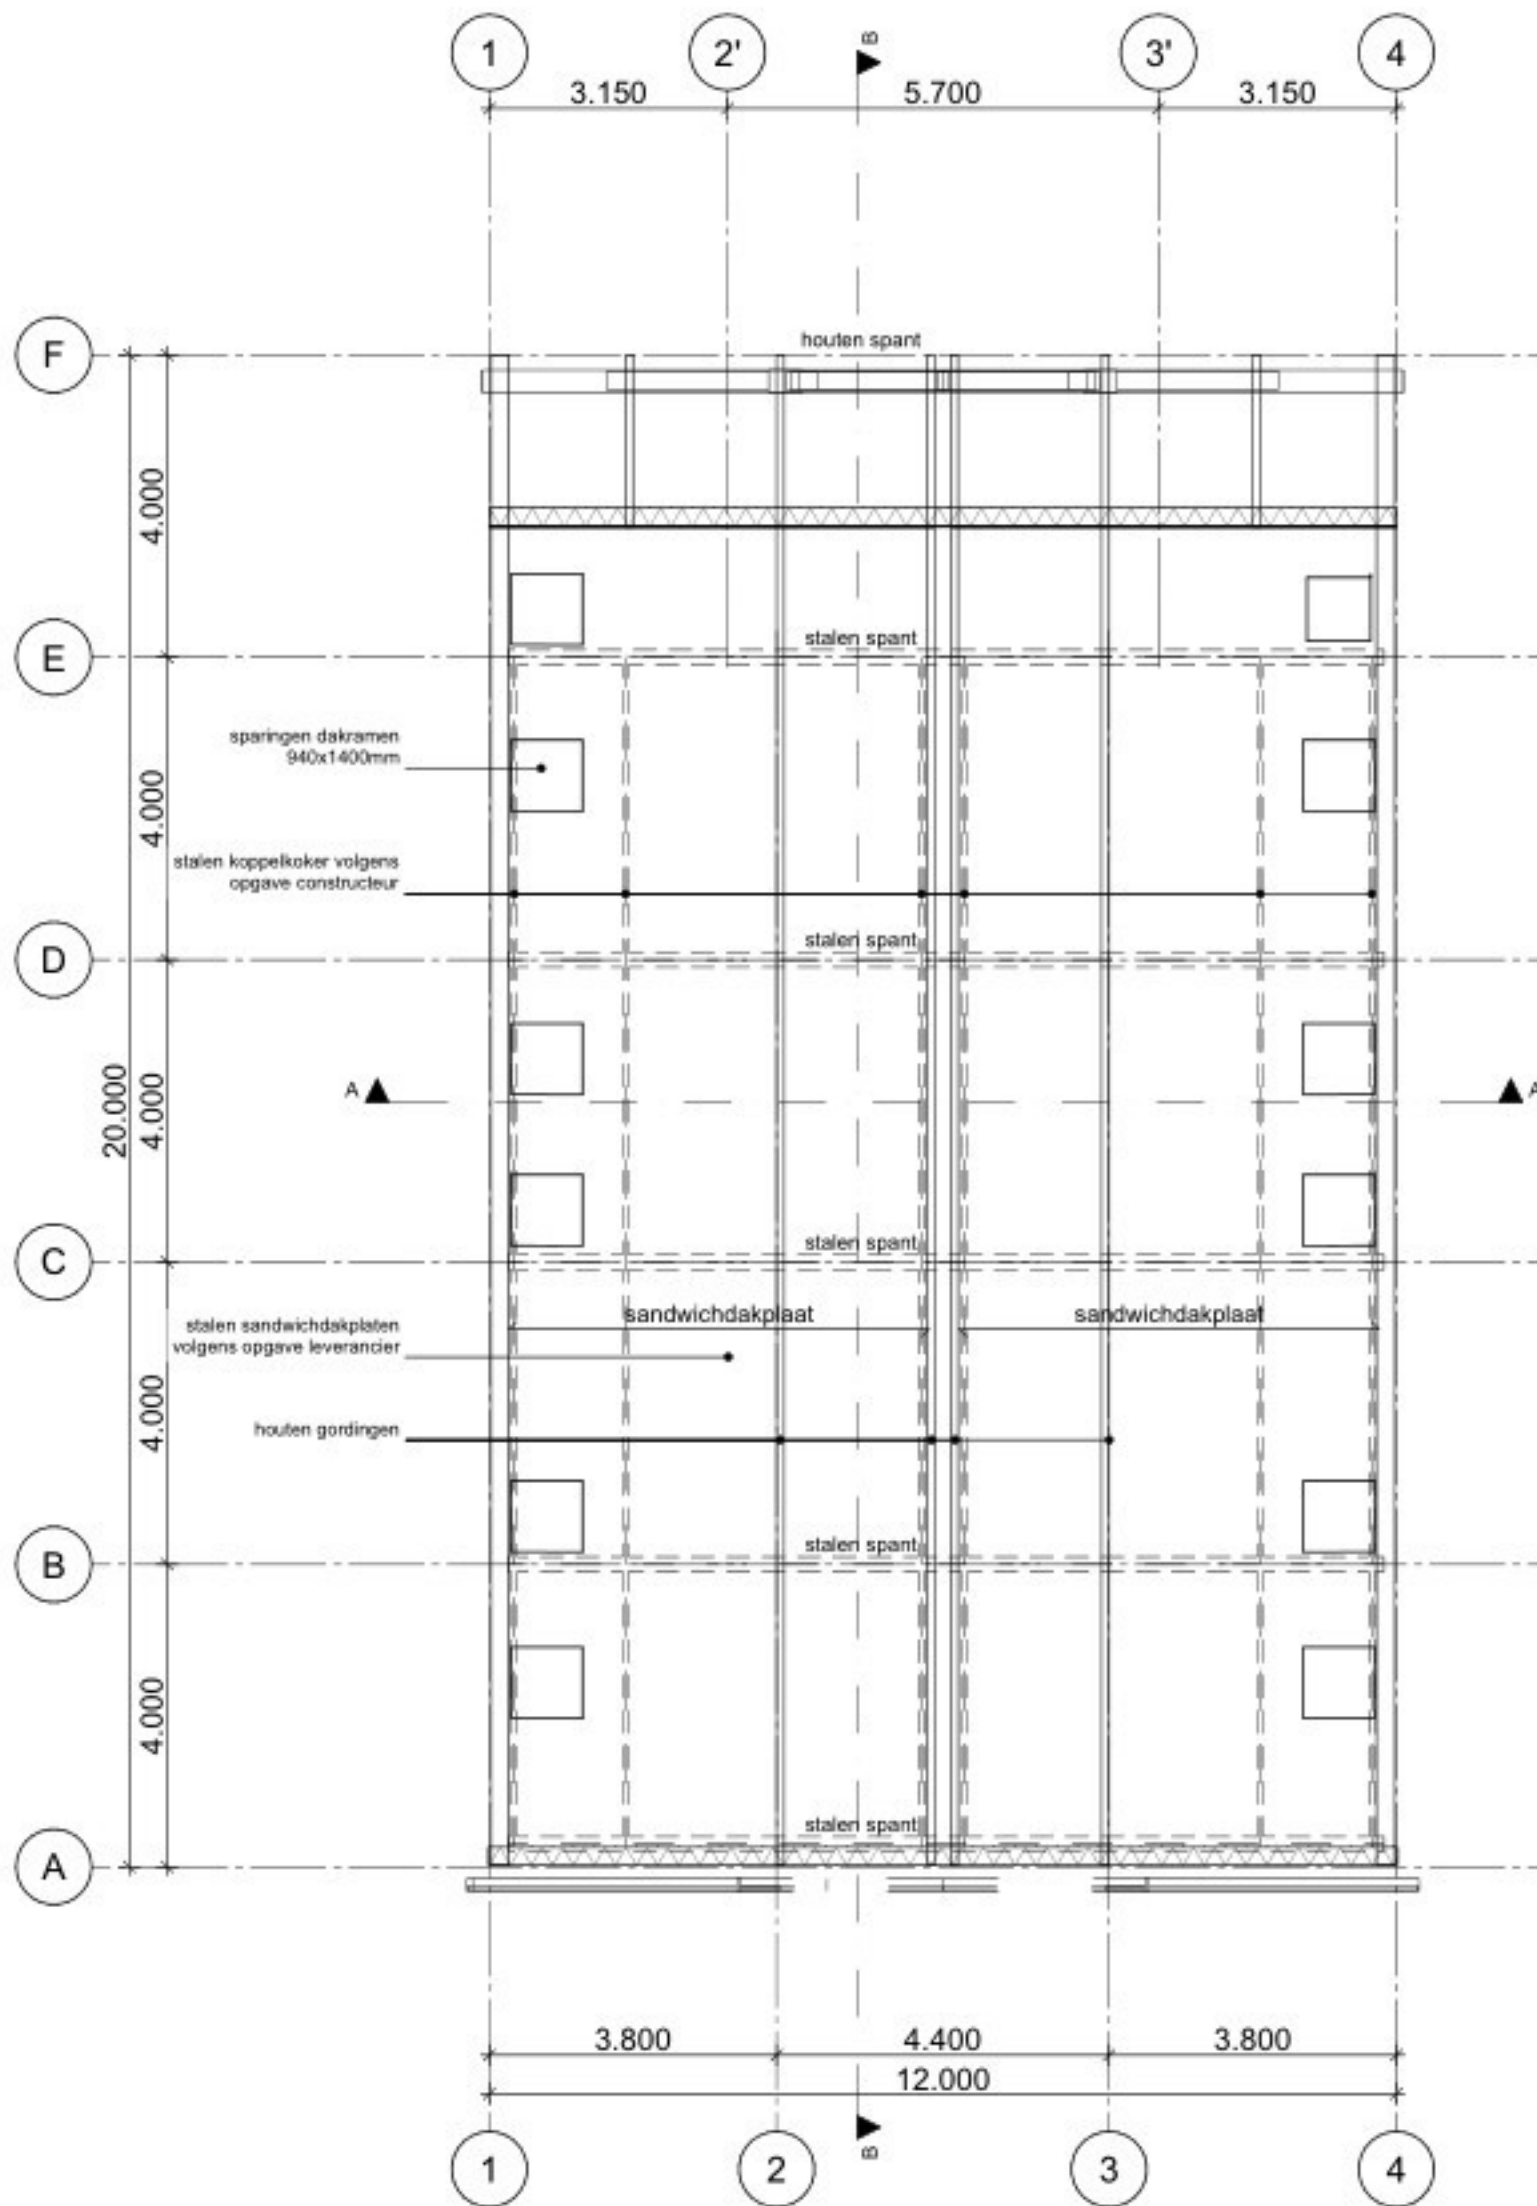 1
2'
B
3'
4
3.150
5.700
3.150
F
houten spant
4.000
E
stalen spant
sparingen dakramen
940x1400mm
4.000
stalen koppelkoker volgens
opgave constructeur
D
stalen spant
20.000
4.000
A
A
C
stalen spant
sandwichdakplaat
sandwichdakplaat
stalen sandwichdakplaten
volgens opgave leverancier
4.000
houten gordingen
B
stalen spant
4.000
stalen spant
A
3.800
4.400
3.800
12.000
B
1
2
3
4